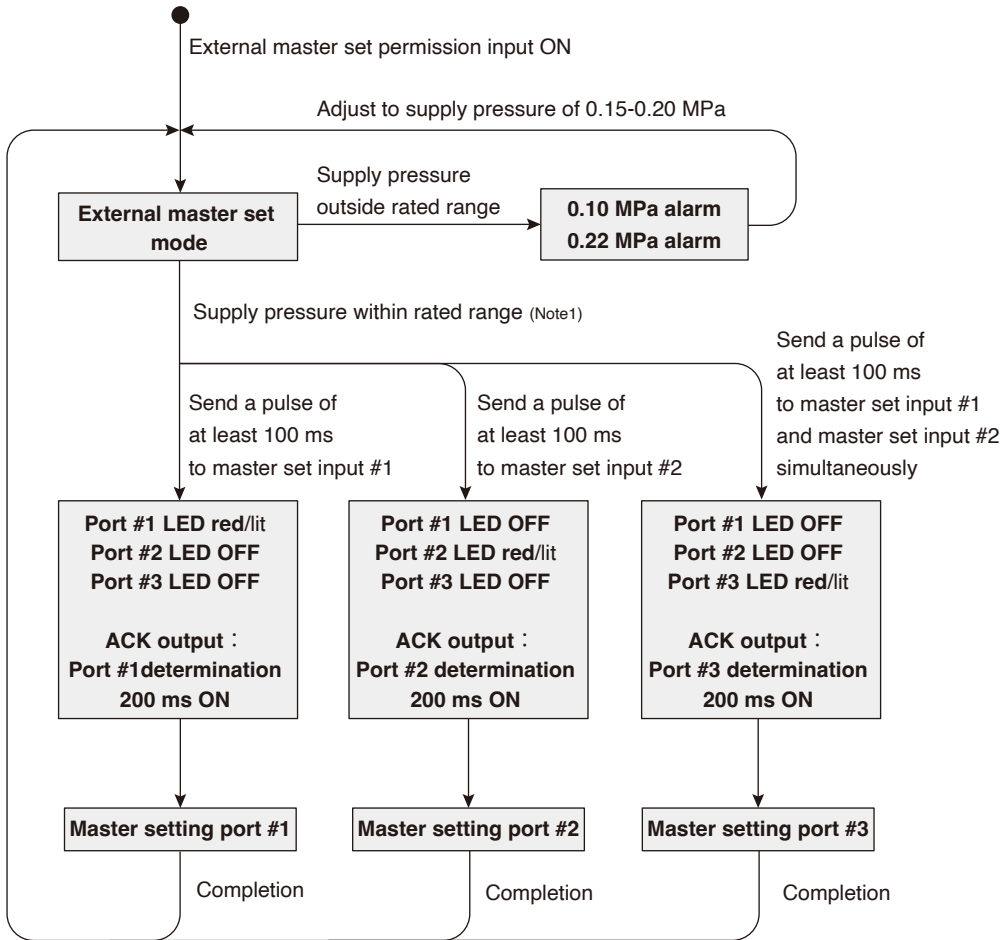 External master set permission input ON
Adjust to supply pressure of 0.15-0.20 MPa
Supply pressure
outside rated range
External master set
mode
0.10 MPa alarm
0.22 MPa alarm
Supply pressure within rated range (Note1)
Send a pulse of
at least 100 ms
to master set input #1
Send a pulse of
at least 100 ms
to master set input #2
Send a pulse of
at least 100 ms
to master set input #1
and master set input #2
simultaneously
Port #1 LED red/lit
Port #2 LED OFF
Port #3 LED OFF
ACK output：
Port #1determination
200 ms ON
Port #1 LED OFF
Port #2 LED red/lit
Port #3 LED OFF
ACK output：
Port #2 determination
200 ms ON
Port #1 LED OFF
Port #2 LED OFF
Port #3 LED red/lit
ACK output：
Port #3 determination
200 ms ON
Master setting port #1
Master setting port #2
Master setting port #3
Completion
Completion
Completion